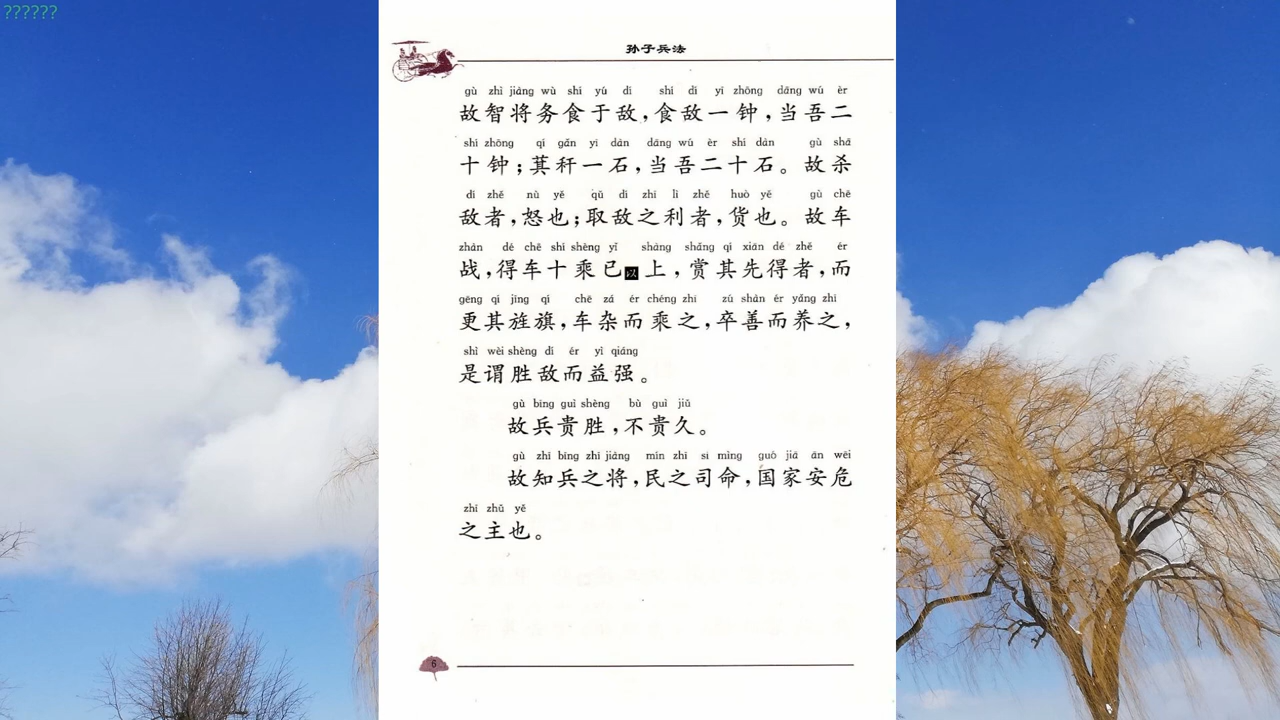 ??????
孙子兵法
gù zhì jiàng wù shí yú dí shí dí yī zhōng dāng wú èr
故智将务食于敌，食敌一钟，当吾二
shí zhōng qí gǎn yī dàn dāng wú èr shí dàn gù shā
十钟；萁秆一石，当吾二十石。故杀
dí zhě nù yě qǔ dí zhī lì zhě huò yě gù chē
敌者，怒也；取敌之利者，货也。故车
zhàn dé chē shí shèng yǐ shàng shǎng qí xiān dé zhě ér
战，得车十乘已以上，赏其先得者，而
gēng qí jīng qí chē zá ér chéng zhī zú shàn ér yǎng zhī
更其旌旗，车杂而乘之，卒善而养之，
shì wèi shèng dí ér yì qiáng
是谓胜敌而益强。
gù bīng guì shèng bù guì jiǔ
故兵贵胜，不贵久。
gù zhī bīng zhī jiàng mín zhī sī mìng guó jiā ān wēi
故知兵之将，民之司命，国家安危
zhī zhǔ yě
之主也。
6